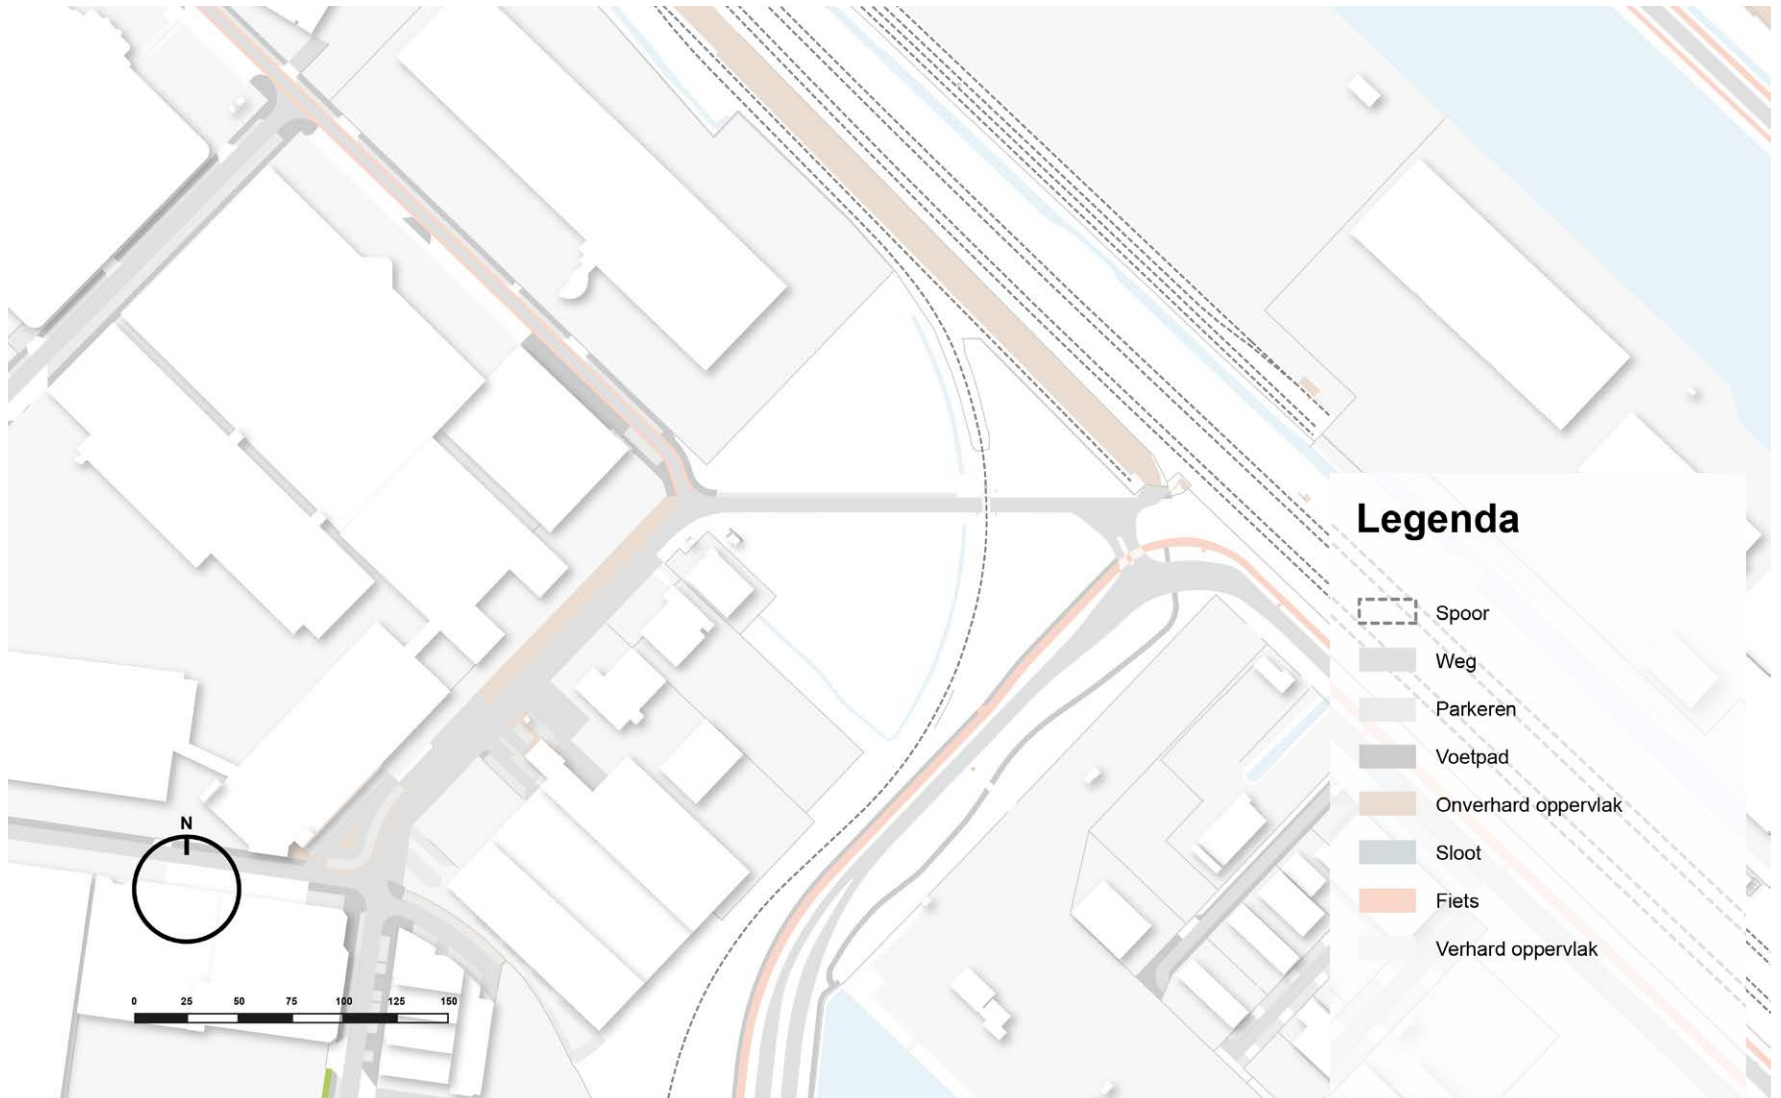 Legenda
Spoor
Weg
Parkeren
Voetpad
Onverhard oppervlak
Sloot
Fiets
Verhard oppervlak
N
0 25 50 75 100 125 150